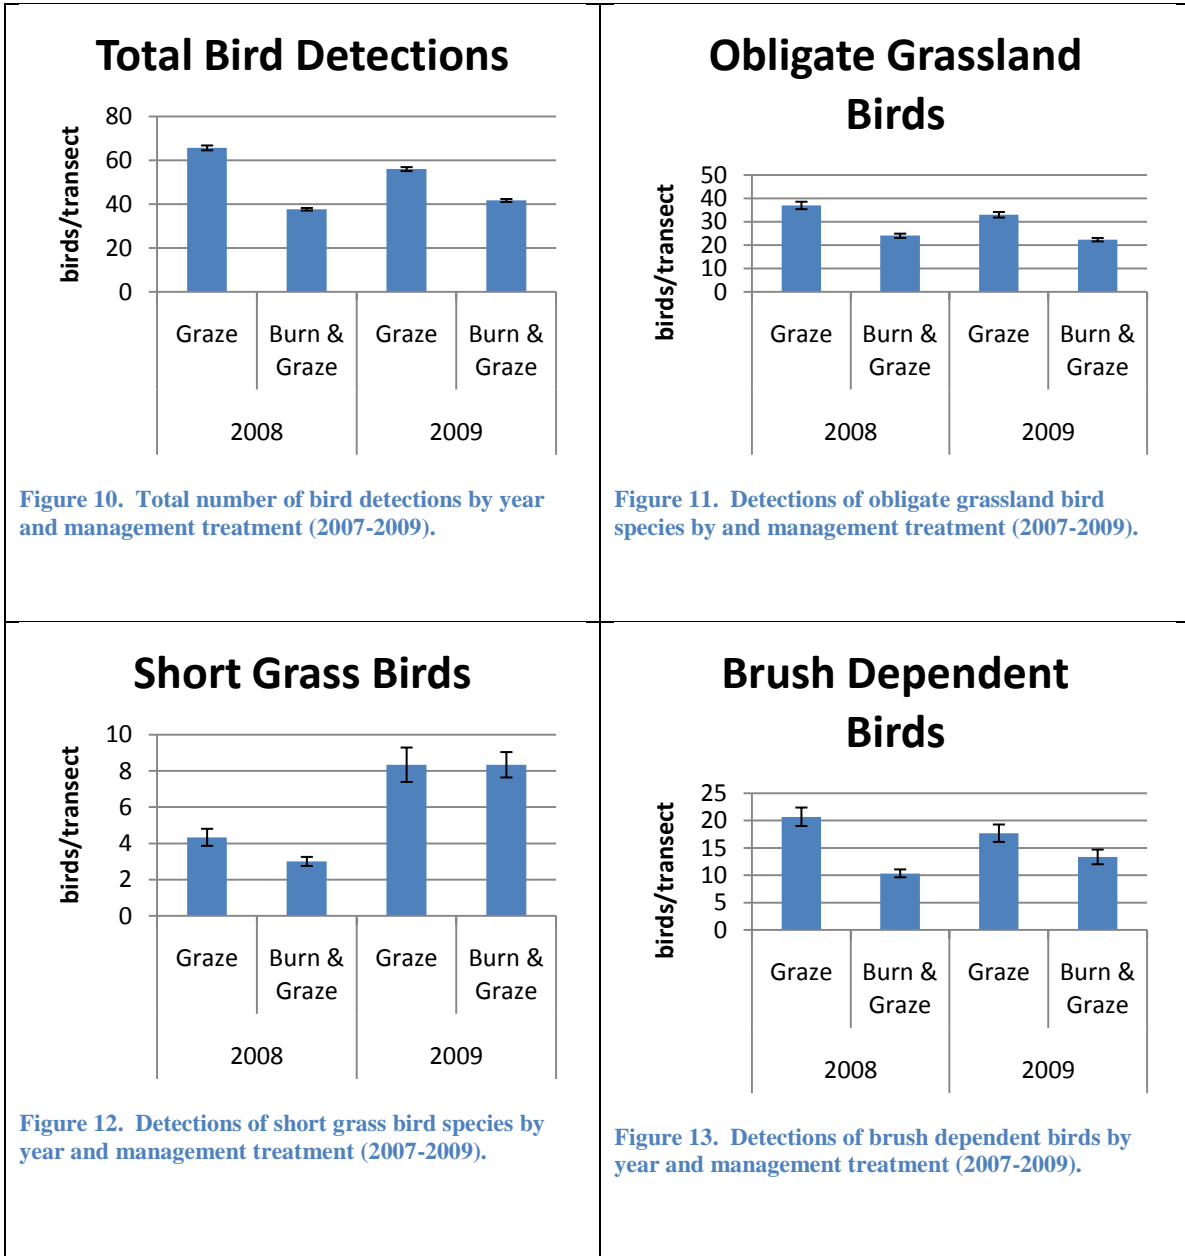 Total Bird Detections
birds/transect
80
60
40
20
0
Graze
Burn &
Graze
Graze
Burn &
Graze
2008
2009
Figure 10. Total number of bird detections by year
and management treatment (2007-2009).
Obligate Grassland
Birds
birds/transect
50
40
30
20
10
0
Graze
Burn &
Graze
Graze
Burn &
Graze
2008
2009
Figure 11. Detections of obligate grassland bird
species by and management treatment (2007-2009).
Short Grass Birds
birds/transect
10
8
6
4
2
0
Graze
Burn &
Graze
Graze
Burn &
Graze
2008
2009
Figure 12. Detections of short grass bird species by
year and management treatment (2007-2009).
Brush Dependent
Birds
birds/transect
25
20
15
10
5
0
Graze
Burn &
Graze
Graze
Burn &
Graze
2008
2009
Figure 13. Detections of brush dependent birds by
year and management treatment (2007-2009).